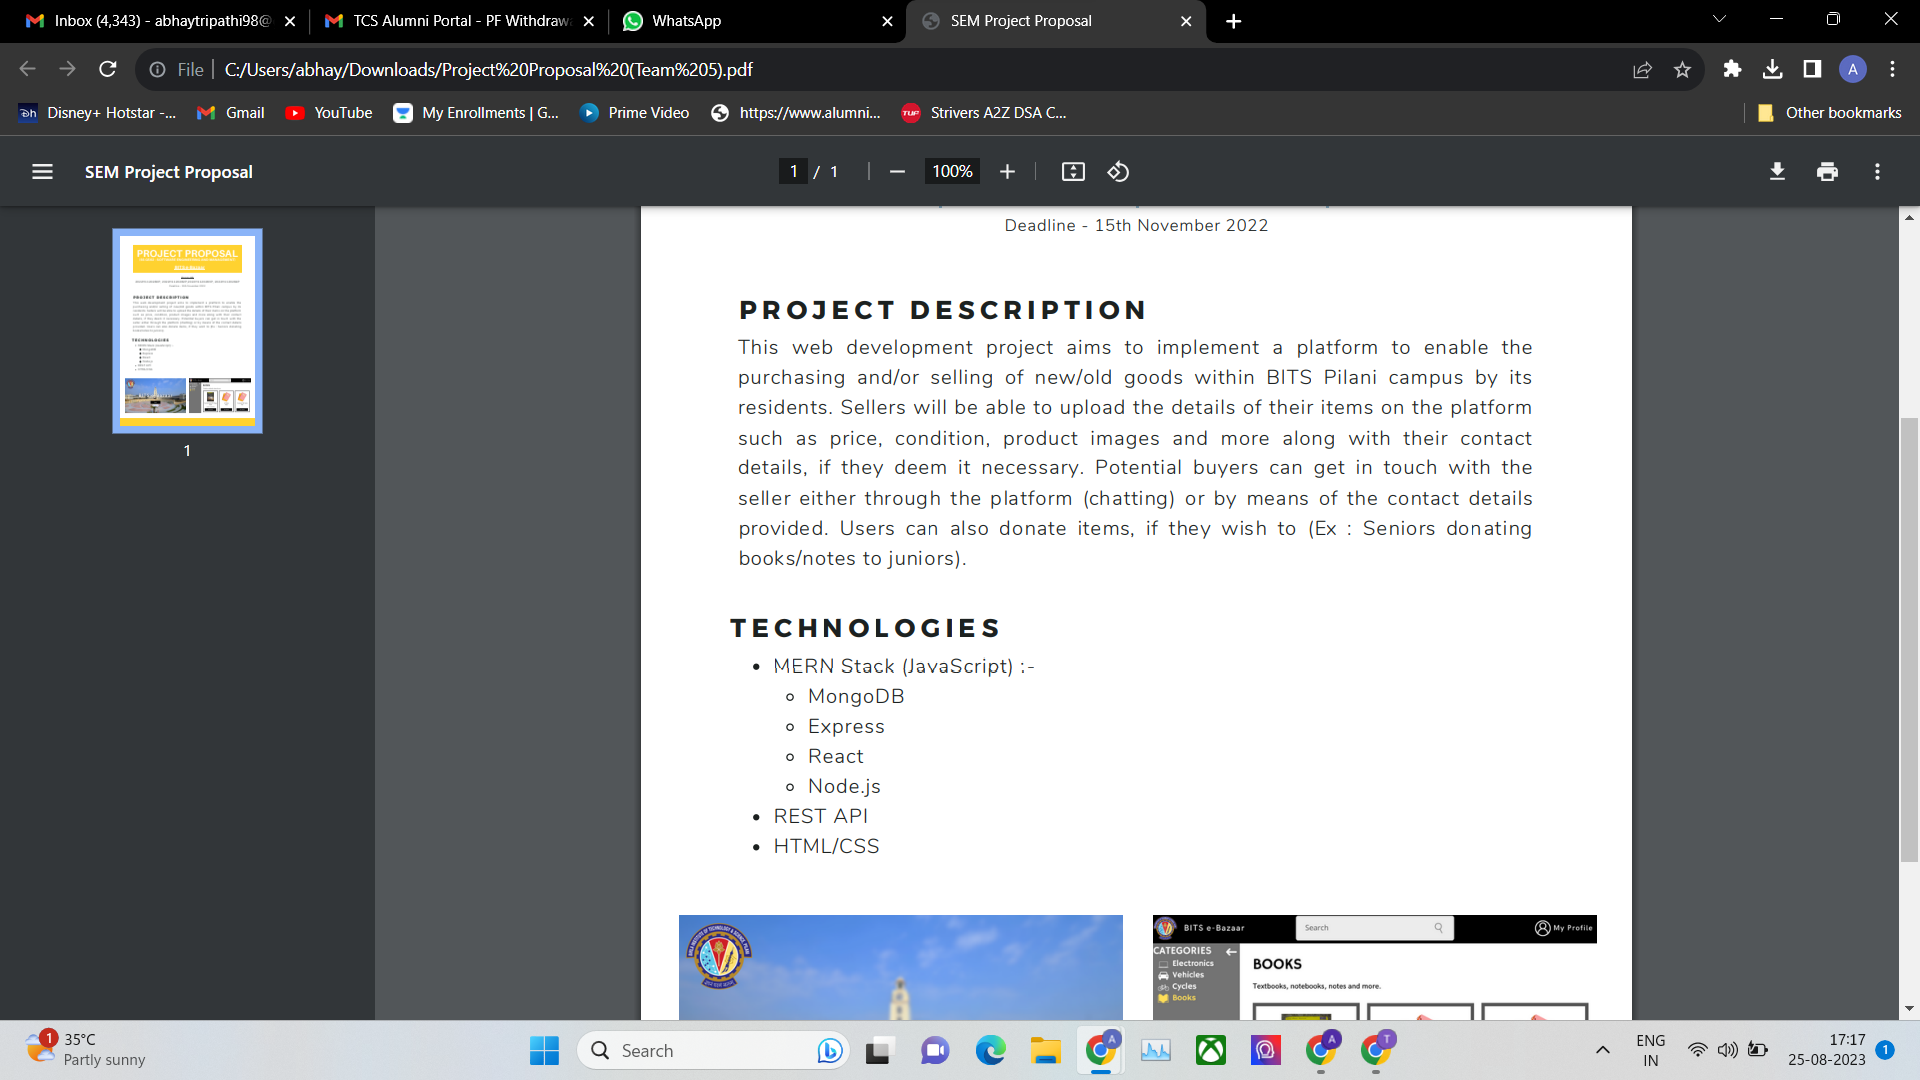 Inbox (4,343) - abhaytripathi98@
TCS Alumni Portal - PF Withdraw
WhatsApp
SEM Project Proposal
File
C:/Users/abhay/Downloads/Project%20Proposal%20(Team%205).pdf
A
Disney+ Hotstar -...
Gmail
YouTube
My Enrollments | G...
Prime Video
https://www.alumni...
TUF
Strivers A2Z DSA C...
Other bookmarks
SEM Project Proposal
1 / 1
100%
PROJECT PROPOSAL
PROJECT DESCRIPTION
TECHNOLOGIES
1
Deadline - 15th November 2022
PROJECT DESCRIPTION
This web development project aims to implement a platform to enable the
purchasing and/or selling of new/old goods within BITS Pilani campus by its
residents. Sellers will be able to upload the details of their items on the platform
such as price, condition, product images and more along with their contact
details, if they deem it necessary. Potential buyers can get in touch with the
seller either through the platform (chatting) or by means of the contact details
provided. Users can also donate items, if they wish to (Ex : Seniors donating
books/notes to juniors).
TECHNOLOGIES
MERN Stack (JavaScript) :-
MongoDB
Express
React
Node.js
REST API
HTML/CSS
BITS e-Bazaar
Search
My Profile
CATEGORIES
Electronics
Vehicles
Cycles
Books
BOOKS
Textbooks, notebooks, notes and more.
1
35°C
Partly sunny
Search
A
A
T
ENG
IN
17:17
25-08-2023
1